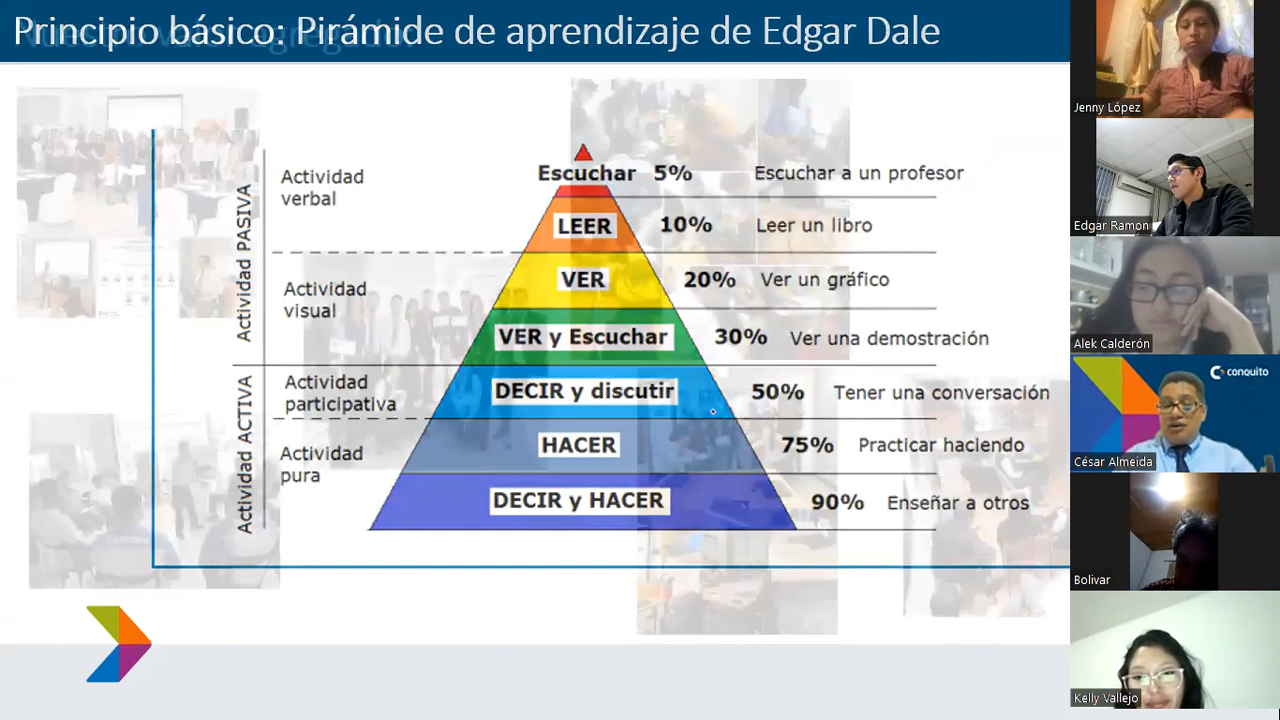 Principio básico: Pirámide de aprendizaje de Edgar Dale
Actividad PASIVA
Actividad
verbal
Escuchar 5% Escuchar a un profesor
LEER 10% Leer un libro
Actividad
visual
VER 20% Ver un gráfico
VER y Escuchar 30% Ver una demostración
Actividad ACTIVA
Actividad
participativa
DECIR y discutir 50% Tener una conversación
Actividad
pura
HACER 75% Practicar haciendo
DECIR y HACER 90% Enseñar a otros
Jenny López
Edgar Ramon
Alek Calderón
conquito
César Almeida
Bolivar
Kelly Vallejo